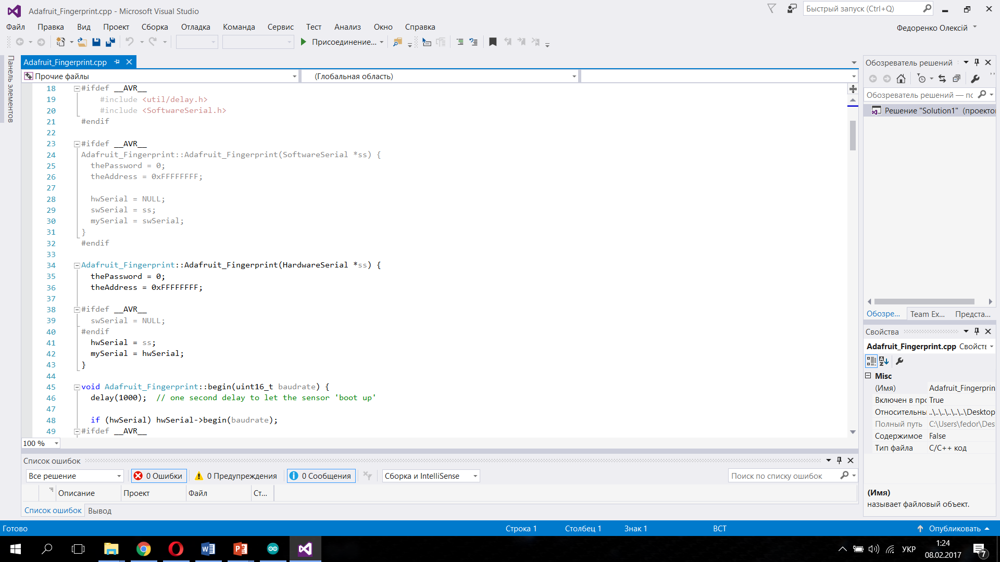 Adafruit_Fingerprint.cpp - Microsoft Visual Studio
Быстрый запуск (Ctrl+Q)
Файл Правка Вид Проект Сборка Отладка Команда Сервис Тест Анализ Окно Справка
Федоренко Олексій
Присоединение...
Панель элементов
Adafruit_Fingerprint.cpp
Прочие файлы
(Глобальная область)
18 #ifdef __AVR__
19 #include <util/delay.h>
20 #include <SoftwareSerial.h>
21 #endif
22
23 #ifdef __AVR__
24 Adafruit_Fingerprint::Adafruit_Fingerprint(SoftwareSerial *ss) {
25 thePassword = 0;
26 theAddress = 0xFFFFFFFF;
27
28 hwSerial = NULL;
29 swSerial = ss;
30 mySerial = swSerial;
31 }
32 #endif
33
34 Adafruit_Fingerprint::Adafruit_Fingerprint(HardwareSerial *ss) {
35 thePassword = 0;
36 theAddress = 0xFFFFFFFF;
37
38 #ifdef __AVR__
39 swSerial = NULL;
40 #endif
41 hwSerial = ss;
42 mySerial = hwSerial;
43 }
44
45 void Adafruit_Fingerprint::begin(uint16_t baudrate) {
46 delay(1000); // one second delay to let the sensor 'boot up'
47
48 if (hwSerial) hwSerial->begin(baudrate);
49 #ifdef __AVR__
100 %
Обозреватель решений
Обозреватель решений — по
Решение "Solution1" (проекто
Обозре... Team Ex... Предста...
Свойства
Adafruit_Fingerprint.cpp Свойств
Misc
(Имя) Adafruit_Fingerprin
Включен в про True
Относительны ..\..\..\..\..\..\Desktop
Полный путь C:\Users\fedor\Des
Содержимое False
Тип файла C/C++ код
(Имя)
называет файловый объект.
Список ошибок
Все решение 0 Ошибки 0 Предупреждения 0 Сообщения Сборка и IntelliSense Поиск по списку ошибок
Описание Проект Файл Ст...
Список ошибок Вывод
Готово Строка 1 Столбец 1 Знак 1 ВСТ Опубликовать
УКР
1:24
08.02.2017
7